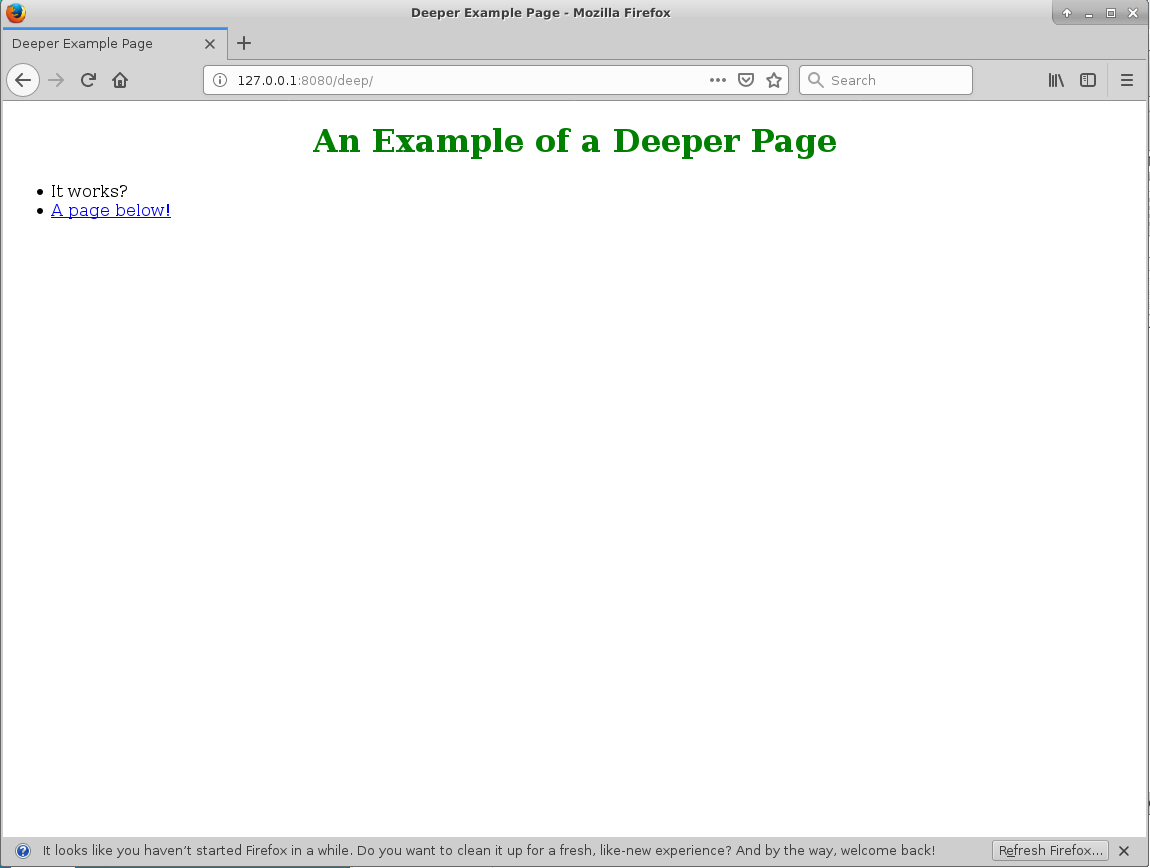 Deeper Example Page - Mozilla Firefox
Deeper Example Page
127.0.0.1:8080/deep/
Search
An Example of a Deeper Page
• It works?
• A page below!
It looks like you haven’t started Firefox in a while. Do you want to clean it up for a fresh, like-new experience? And by the way, welcome back!
Refresh Firefox...